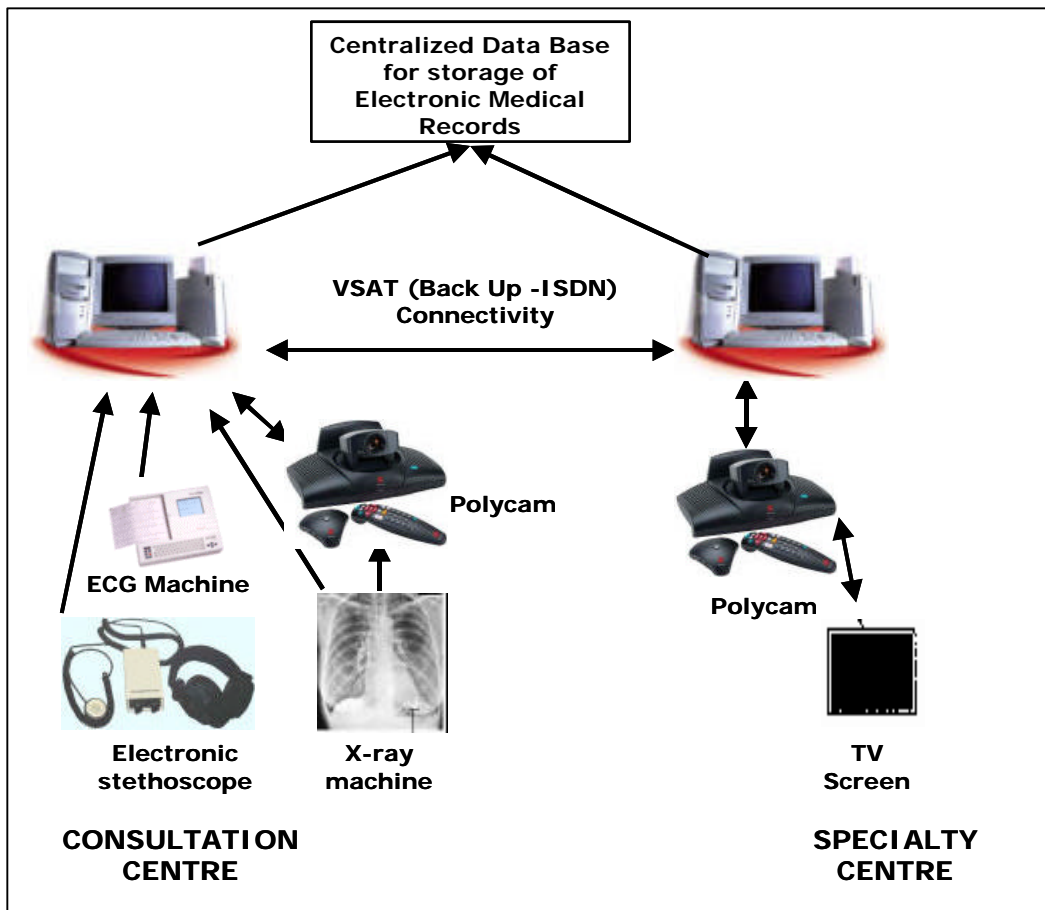 Centralized Data Base
for storage of
Electronic Medical
Records
VSAT (Back Up -ISDN)
Connectivity
Polycam
ECG Machine
Polycam
Electronic
stethoscope
X-ray
machine
TV
Screen
CONSULTATION
CENTRE
SPECIALTY
CENTRE